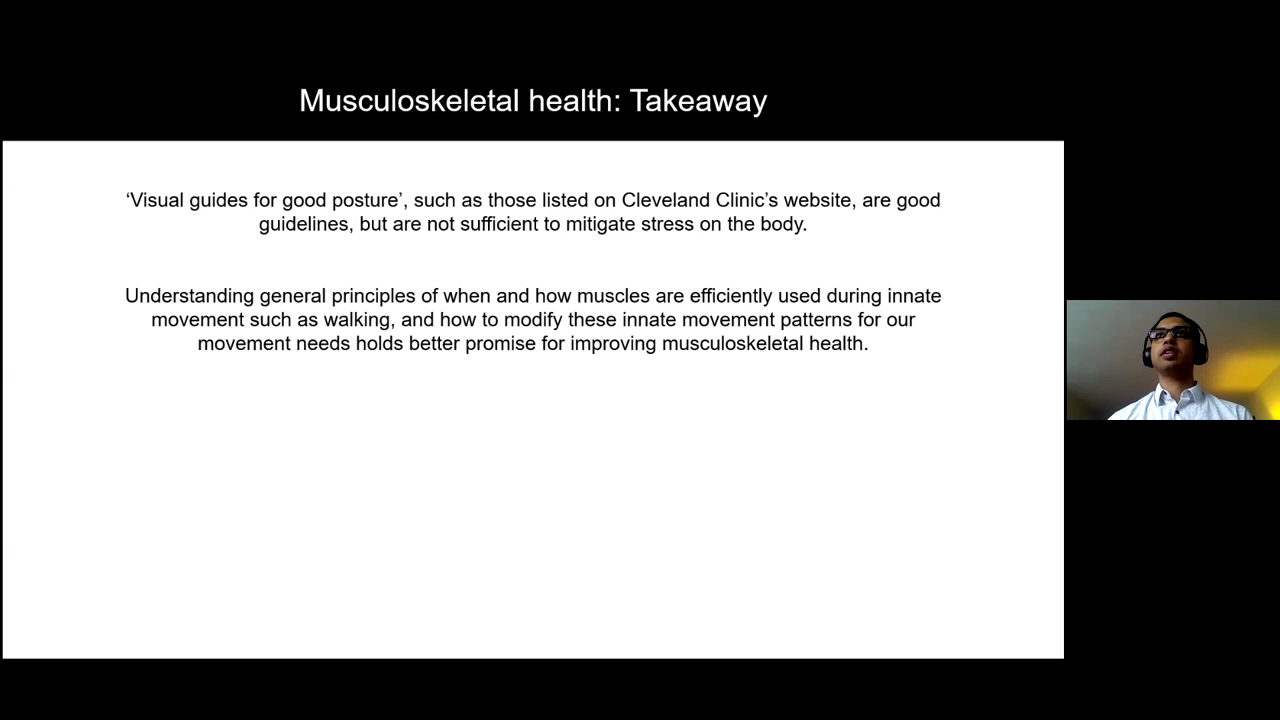 Musculoskeletal health: Takeaway
‘Visual guides for good posture’, such as those listed on Cleveland Clinic’s website, are good
guidelines, but are not sufficient to mitigate stress on the body.
Understanding general principles of when and how muscles are efficiently used during innate
movement such as walking, and how to modify these innate movement patterns for our
movement needs holds better promise for improving musculoskeletal health.